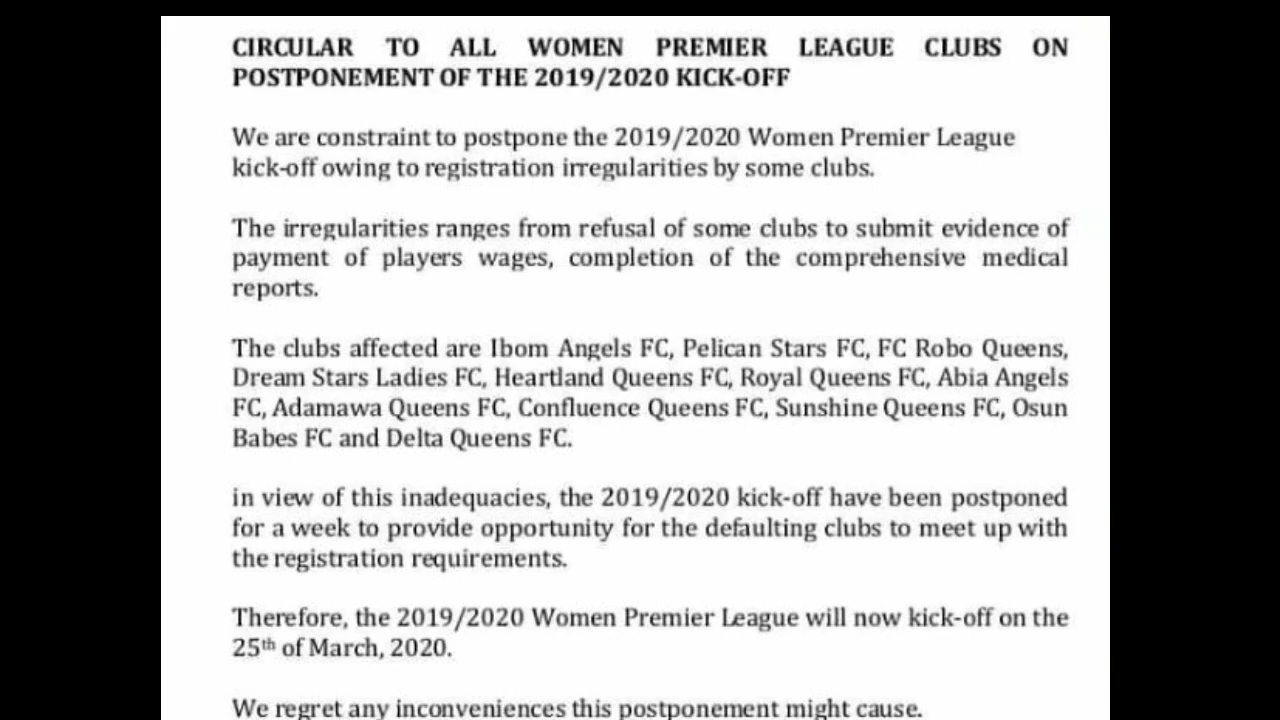 CIRCULAR TO ALL WOMEN PREMIER LEAGUE CLUBS ON
POSTPONEMENT OF THE 2019/2020 KICK-OFF
We are constraint to postpone the 2019/2020 Women Premier League
kick-off owing to registration irregularities by some clubs.
The irregularities ranges from refusal of some clubs to submit evidence of
payment of players wages, completion of the comprehensive medical
reports.
The clubs affected are Ibom Angels FC, Pelican Stars FC, FC Robo Queens,
Dream Stars Ladies FC, Heartland Queens FC, Royal Queens FC, Abia Angels
FC, Adamawa Queens FC, Confluence Queens FC, Sunshine Queens FC, Osun
Babes FC and Delta Queens FC.
in view of this inadequacies, the 2019/2020 kick-off have been postponed
for a week to provide opportunity for the defaulting clubs to meet up with
the registration requirements.
Therefore, the 2019/2020 Women Premier League will now kick-off on the
25th of March, 2020.
We regret any inconveniences this postponement might cause.